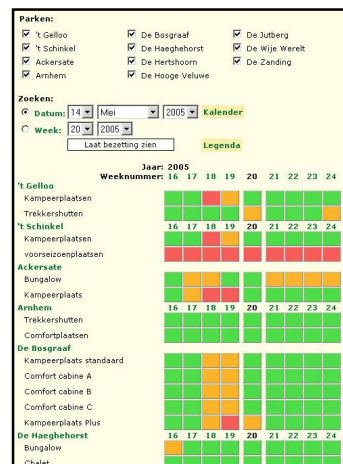 Parken:
't Gelloo De Bosgraaf De Jutberg
't Schinkel De Haeghehorst De Wije Werelt
Ackersate De Hertshoorn De Zanding
Arnhem De Hooge Veluwe
Zoeken:
Datum: 14 Mei 2005 Kalender
Week: 20 2005
Laat bezetting zien Legenda
Jaar: 2005
Weeknummer: 16 17 18 19 20 21 22 23 24
't Gelloo
Kampeerplaatsen
Trekkershutten
't Schinkel 16 17 18 19 20 21 22 23 24
Kampeerplaatsen
voorseizoenplaatsen
Ackersate
Bungalow
Kampeerplaats
Arnhem 16 17 18 19 20 21 22 23 24
Trekkershutten
Comfortplaatsen
De Bosgraaf
Kampeerplaats standaard
Comfort cabine A
Comfort cabine B
Comfort cabine C
Kampeerplaats Plus
De Haeghehorst 16 17 18 19 20 21 22 23 24
Bungalow
Chalet